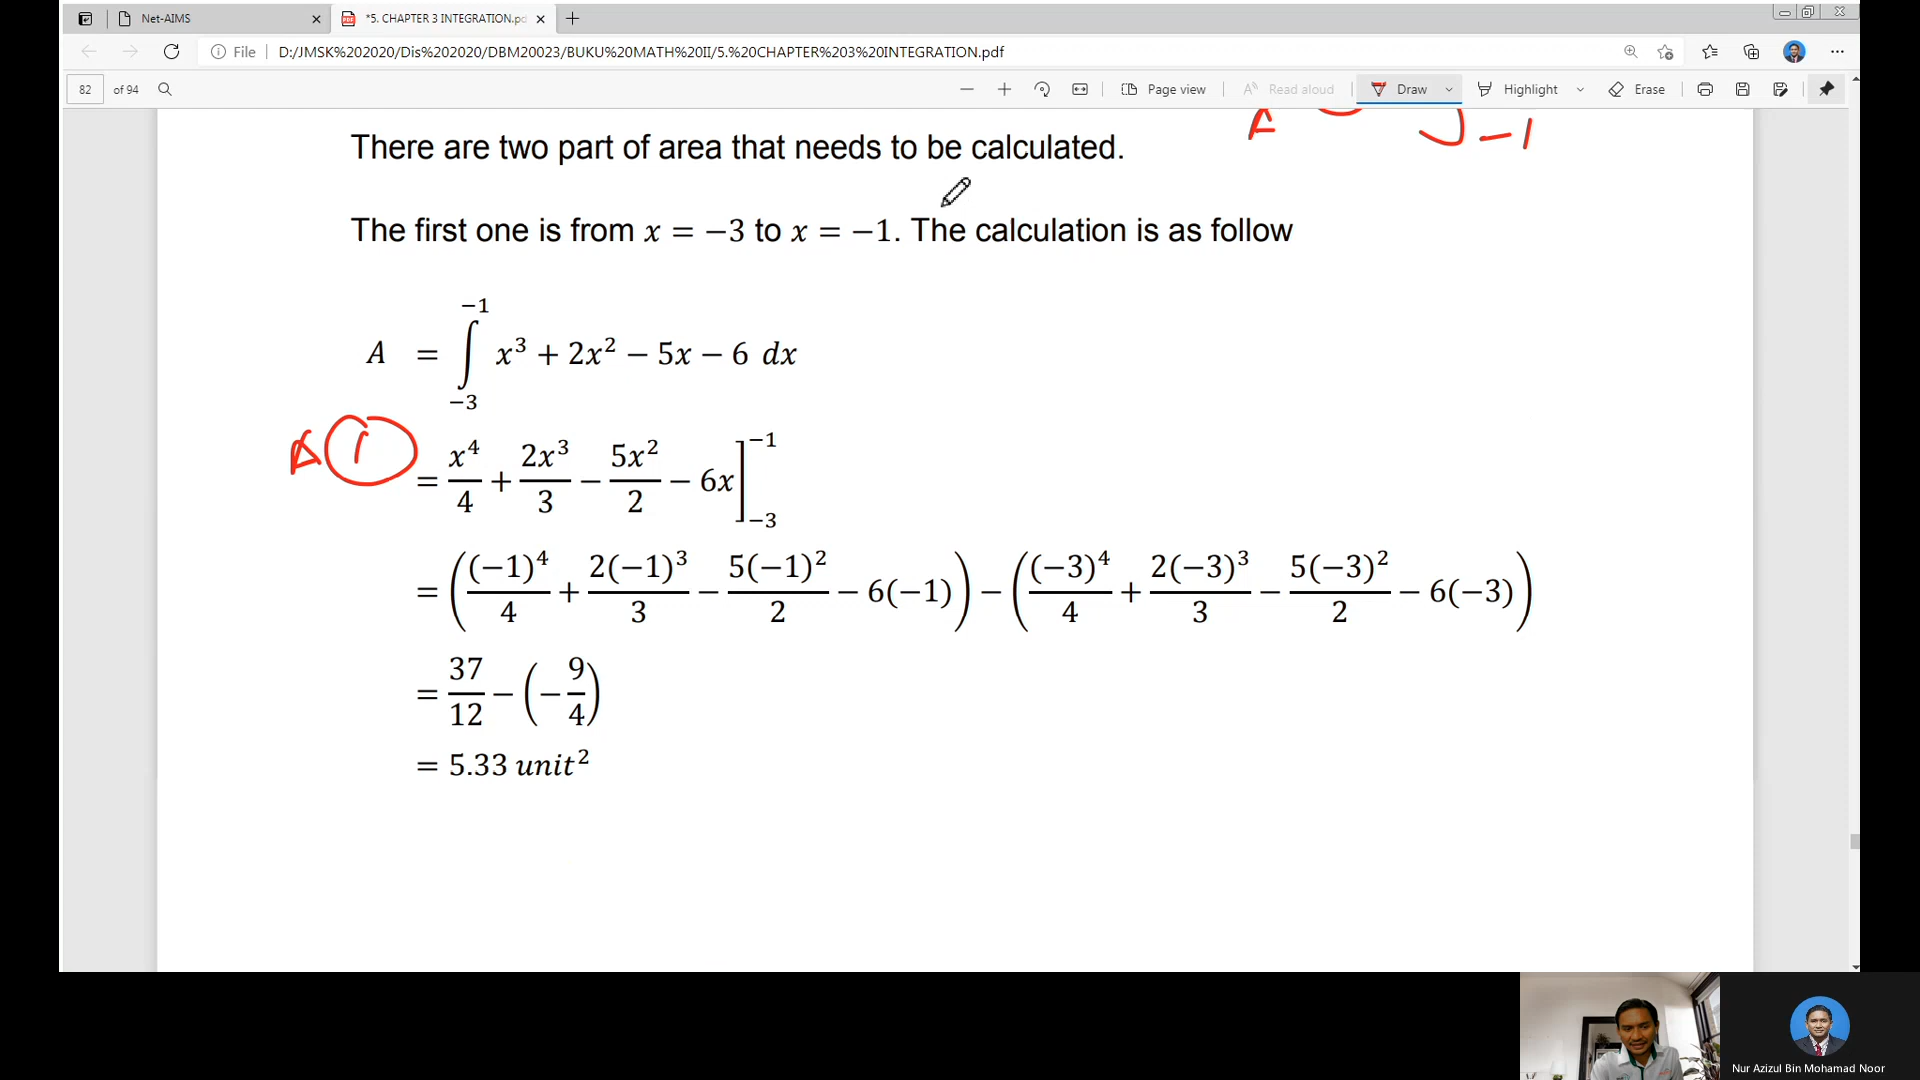 Net-AIMS
*5. CHAPTER 3 INTEGRATION.pd
File | D:/JMSK%202020/Dis%202020/DBM20023/BUKU%20MATH%20II/5.%20CHAPTER%203%20INTEGRATION.pdf
82 of 94 Page view Read aloud Draw Highlight Erase
A -1
There are two part of area that needs to be calculated.
The first one is from x = −3 to x = −1. The calculation is as follow
A = ∫_{−3}^{−1} x³ + 2x² − 5x − 6 dx
A 1
= x⁴/4 + 2x³/3 − 5x²/2 − 6x]_{−3}^{−1}
= ((−1)⁴/4 + 2(−1)³/3 − 5(−1)²/2 − 6(−1)) − ((−3)⁴/4 + 2(−3)³/3 − 5(−3)²/2 − 6(−3))
= 37/12 − (−9/4)
= 5.33 unit²
Nur Azizul Bin Mohamad Noor